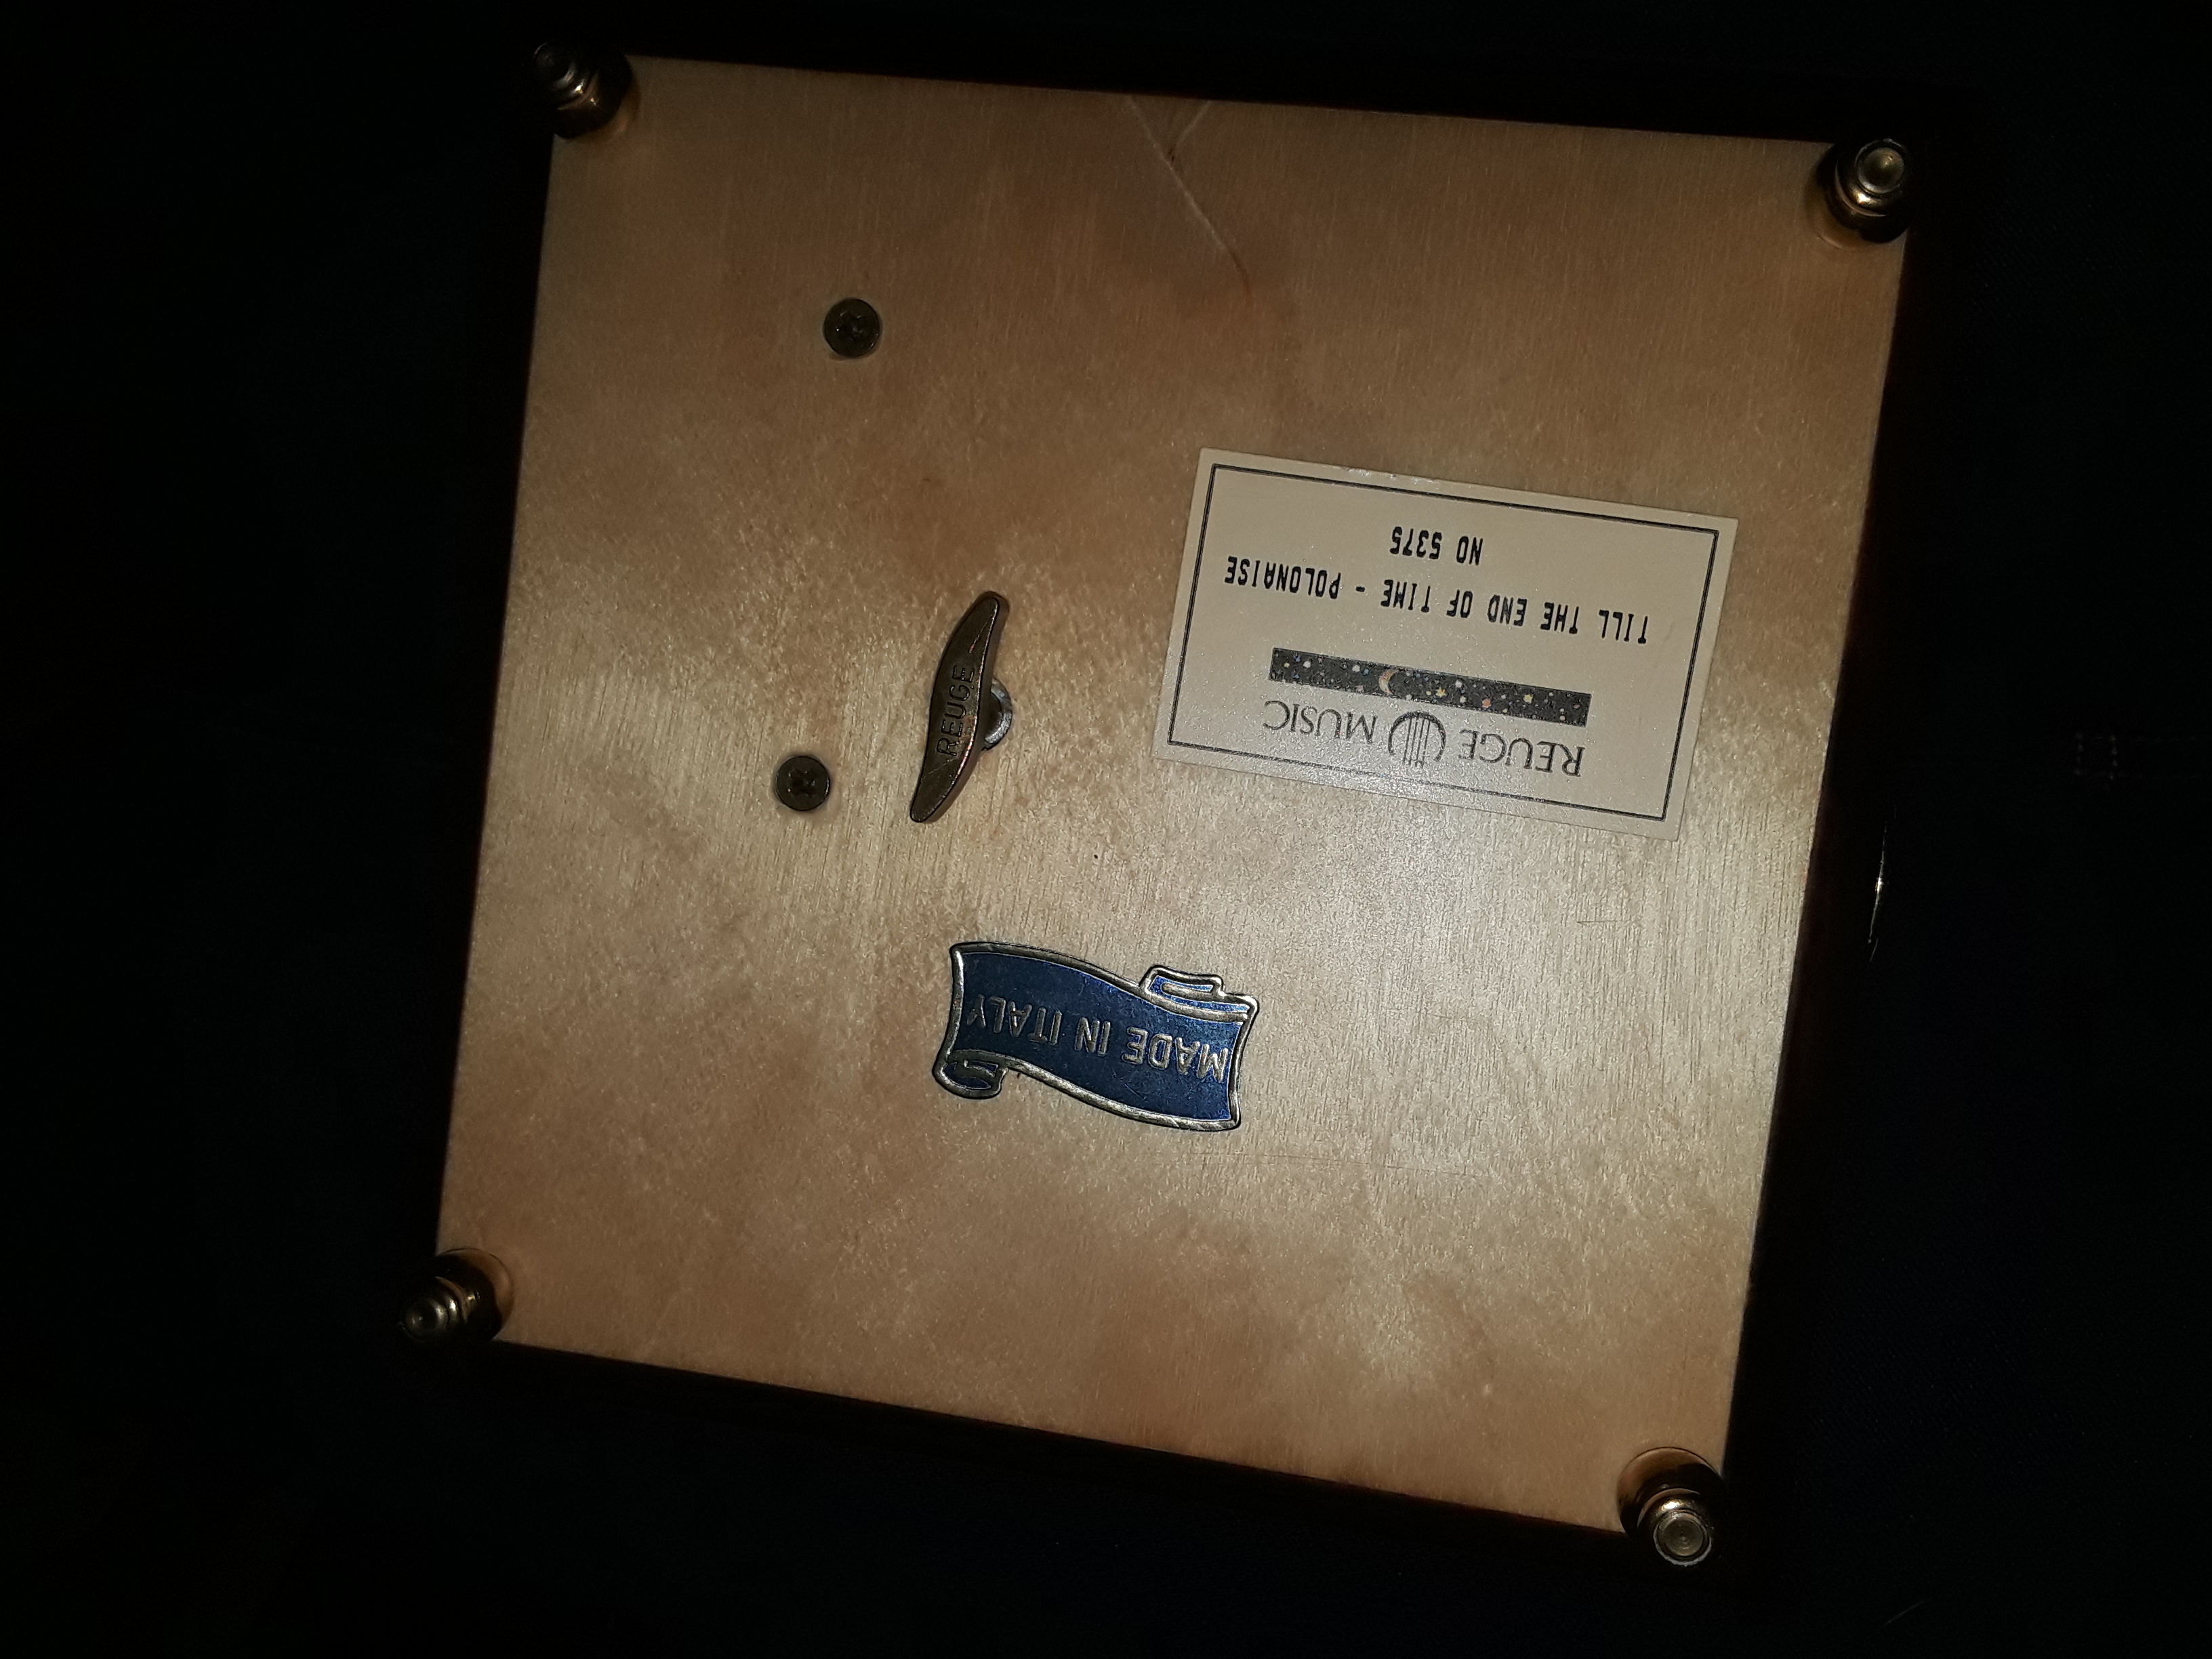 REUGE MUSIC
TILL THE END OF TIME - POLONAISE
NO 5375
REUGE
MADE IN ITALY